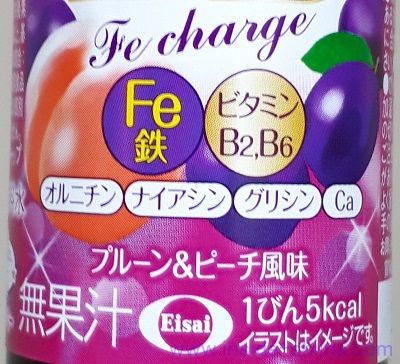 Fe charge
Fe
鉄
ビタミン
B2,B6
オルニチン
ナイアシン
グリシン
Ca
プルーン&ピーチ風味
無果汁
Eisai
1びん5kcal
イラストはイメージです。